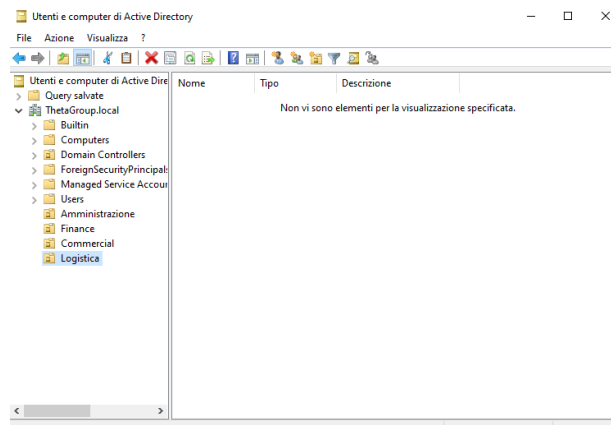 Utenti e computer di Active Directory
File Azione Visualizza ?
Utenti e computer di Active Dire
Query salvate
ThetaGroup.local
Builtin
Computers
Domain Controllers
ForeignSecurityPrincipals
Managed Service Accour
Users
Amministrazione
Finance
Commercial
Logistica
Nome Tipo Descrizione
Non vi sono elementi per la visualizzazione specificata.